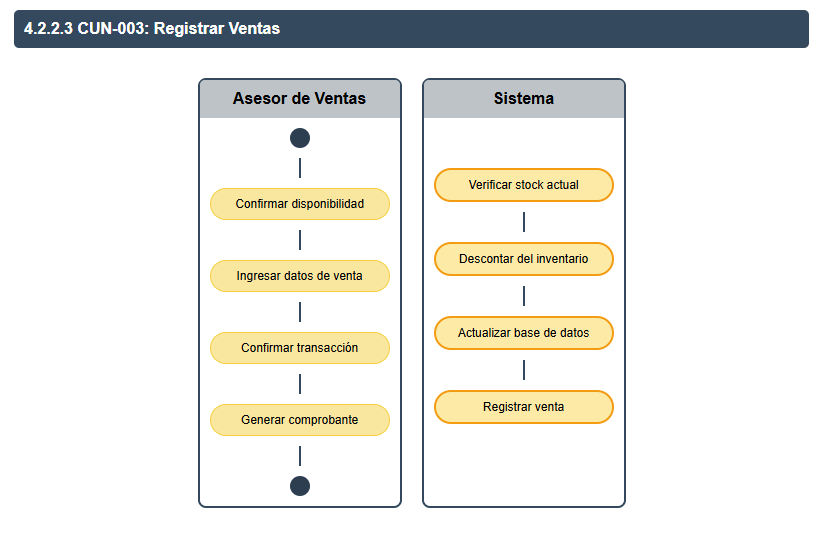 4.2.2.3 CUN-003: Registrar Ventas
Asesor de Ventas
Confirmar disponibilidad
Ingresar datos de venta
Confirmar transacción
Generar comprobante
Sistema
Verificar stock actual
Descontar del inventario
Actualizar base de datos
Registrar venta